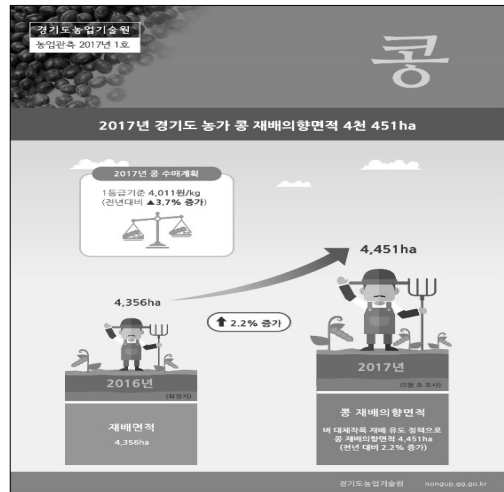 경기도농업기술원
농업관측 2017년 1호
콩
2017년 경기도 농가 콩 재배의향면적 4천 451ha
2017년 콩 수매계획
1등급기준 4,011원/kg
(전년대비 ▲3.7% 증가)
4,451ha
4,356ha
2.2% 증가
2016년
(확정치)
2017년
재배면적
4,356ha
콩 재배의향면적
벼 대체작목 재배 유도 정책으로
콩 재배의향면적 4,451ha
(전년 대비 2.2% 증가)
경기도농업기술원
nongup.gg.go.kr